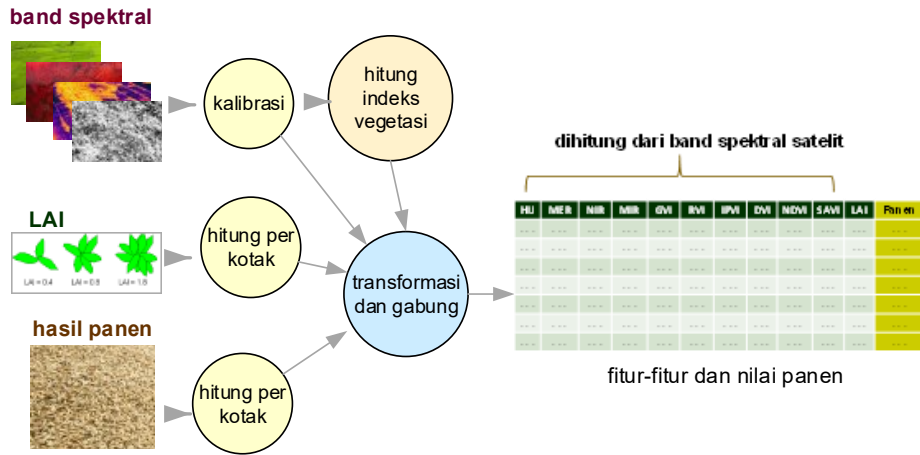 band spektral
kalibrasi
hitung
indeks
vegetasi
dihitung dari band spektral satelit
LAI
LAI = 0.4 LAI = 0.8 LAI = 1.6
hitung per
kotak
transformasi
dan gabung
HIJ MER NIR MIR GVI RVI IPVI DVI NDVI SAVI LAI Panen
hasil panen
hitung per
kotak
fitur-fitur dan nilai panen